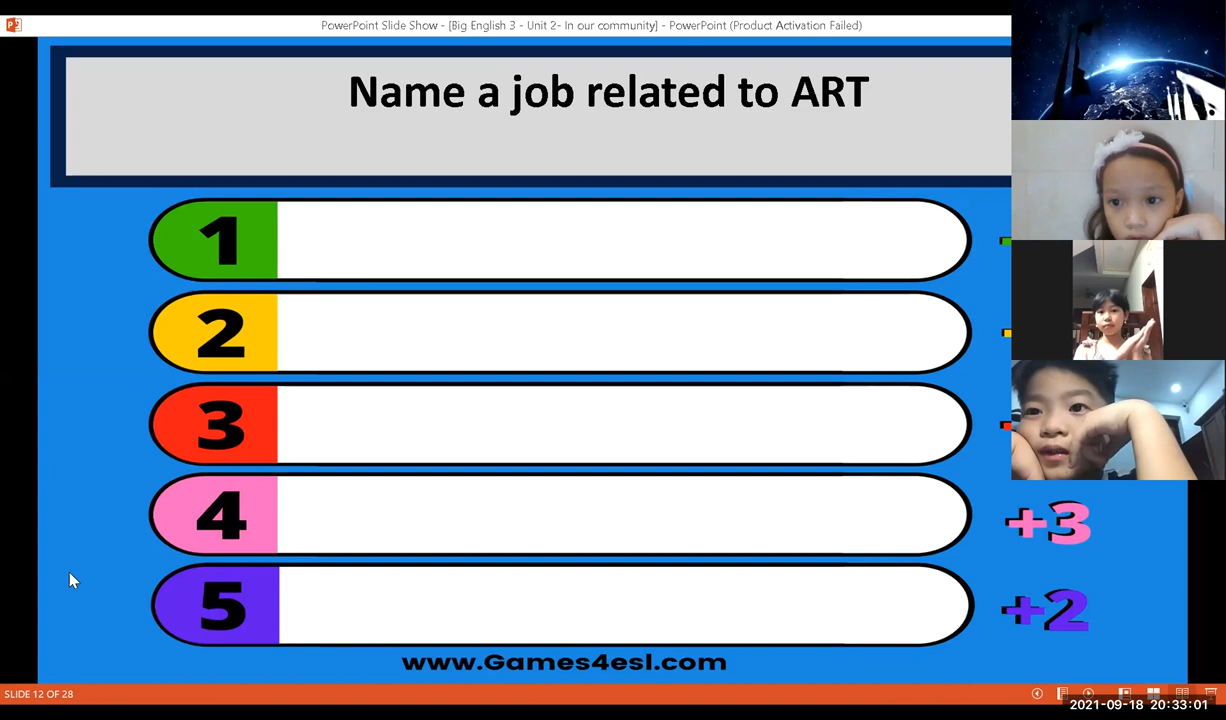 PowerPoint Slide Show - [Big English 3 - Unit 2- In our community] - PowerPoint (Product Activation Failed)
Name a job related to ART
1
2
3
4
+3
5
+2
www.Games4esl.com
SLIDE 12 OF 28
2021-09-18 20:33:01